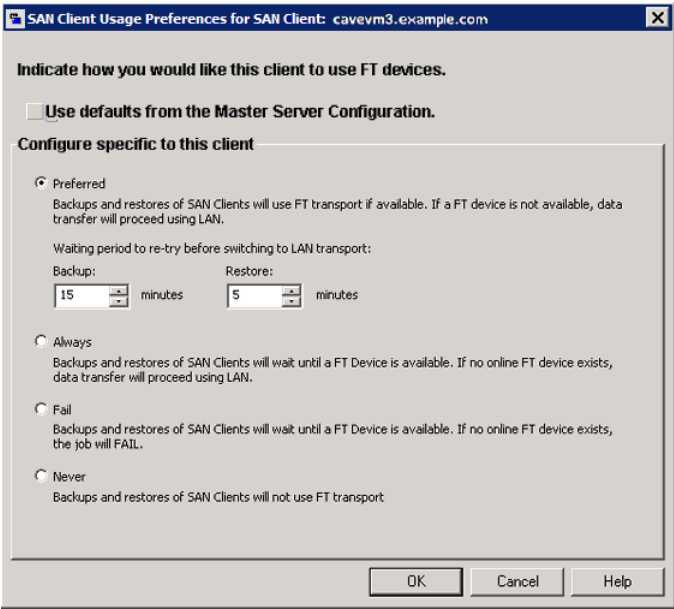 SAN Client Usage Preferences for SAN Client: cavevm3.example.com
Indicate how you would like this client to use FT devices.
Use defaults from the Master Server Configuration.
Configure specific to this client
Preferred
Backups and restores of SAN Clients will use FT transport if available. If a FT device is not available, data
transfer will proceed using LAN.
Waiting period to re-try before switching to LAN transport:
Backup: Restore:
15 minutes 5 minutes
Always
Backups and restores of SAN Clients will wait until a FT Device is available. If no online FT device exists,
data transfer will proceed using LAN.
Fail
Backups and restores of SAN Clients will wait until a FT Device is available. If no online FT device exists,
the job will FAIL.
Never
Backups and restores of SAN Clients will not use FT transport
OK Cancel Help